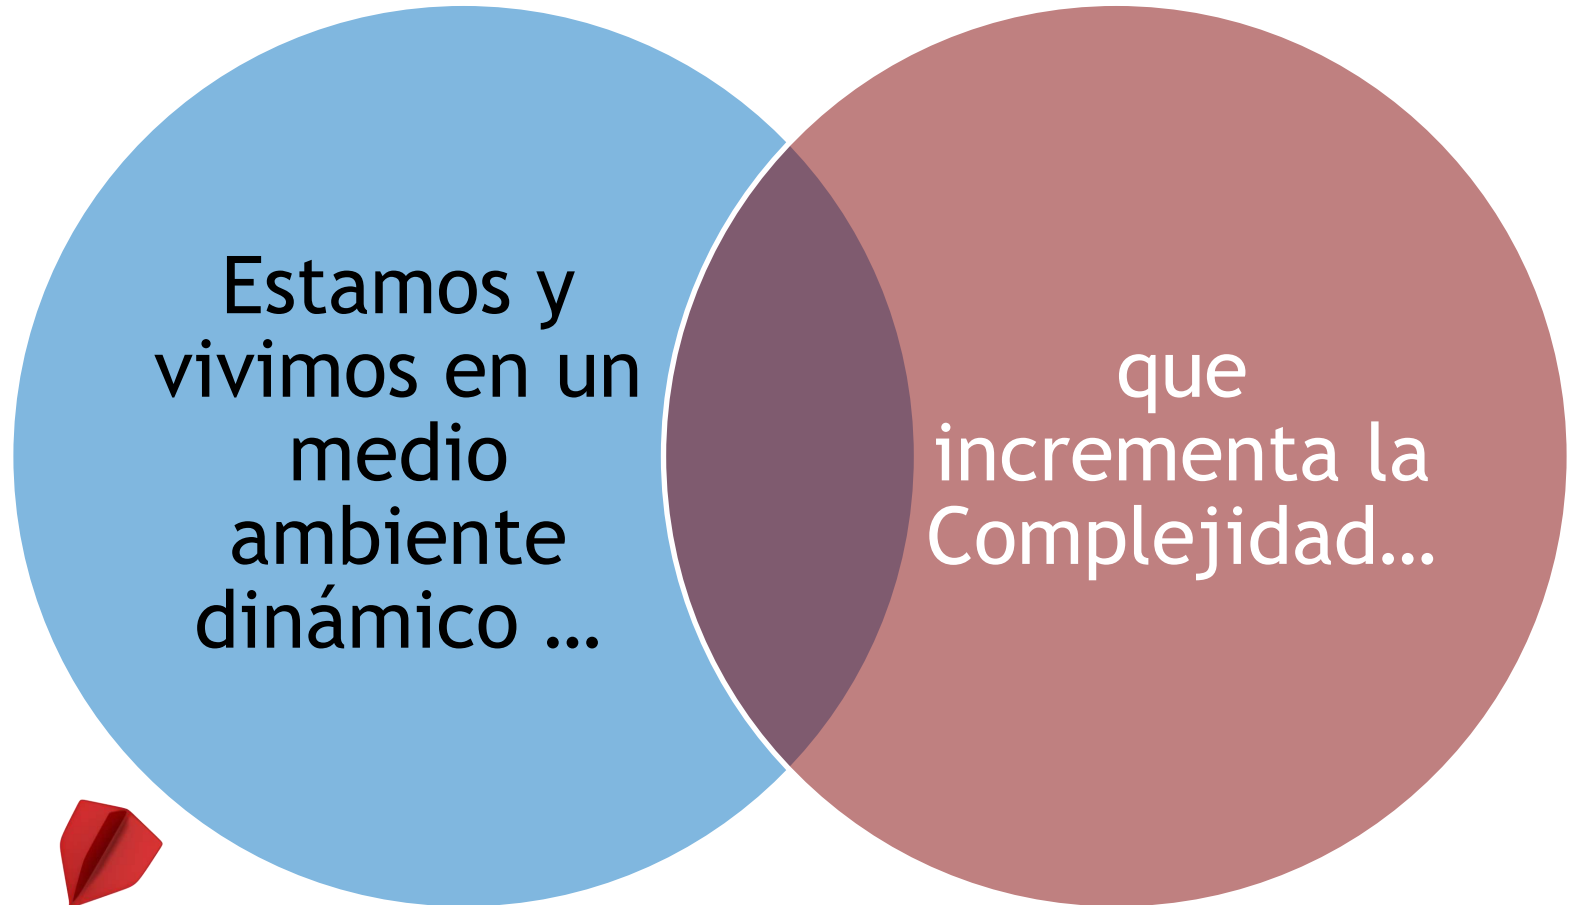 Estamos y
vivimos en un
medio
ambiente
dinámico …
que
incrementa la
Complejidad…